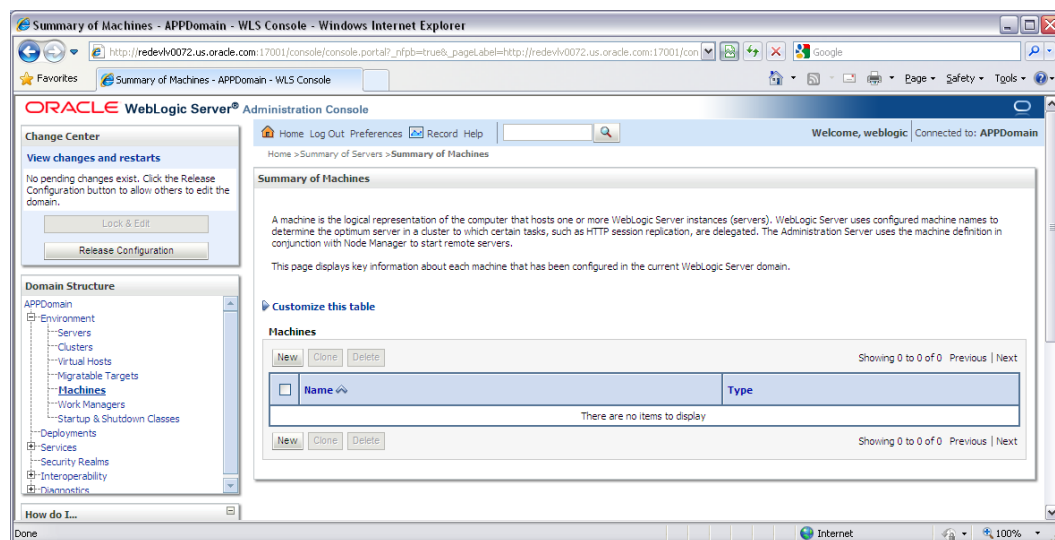 Summary of Machines - APPDomain - WLS Console - Windows Internet Explorer
http://redevlv0072.us.oracle.com:17001/console/console.portal?_nfpb=true&_pageLabel=http://redevlv0072.us.oracle.com:17001/con
Google
Favorites
Summary of Machines - APPDomain - WLS Console
Page
Safety
Tools
ORACLE WebLogic Server® Administration Console
Change Center
View changes and restarts
No pending changes exist. Click the Release
Configuration button to allow others to edit the
domain.
Lock & Edit
Release Configuration
Domain Structure
APPDomain
Environment
Servers
Clusters
Virtual Hosts
Migratable Targets
Machines
Work Managers
Startup & Shutdown Classes
Deployments
Services
Security Realms
Interoperability
Diagnostics
How do I...
Home Log Out Preferences Record Help
Welcome, weblogic Connected to: APPDomain
Home >Summary of Servers >Summary of Machines
Summary of Machines
A machine is the logical representation of the computer that hosts one or more WebLogic Server instances (servers). WebLogic Server uses configured machine names to
determine the optimum server in a cluster to which certain tasks, such as HTTP session replication, are delegated. The Administration Server uses the machine definition in
conjunction with Node Manager to start remote servers.
This page displays key information about each machine that has been configured in the current WebLogic Server domain.
Customize this table
Machines
New Clone Delete Showing 0 to 0 of 0 Previous | Next
Name Type
There are no items to display
New Clone Delete Showing 0 to 0 of 0 Previous | Next
Done Internet 100%